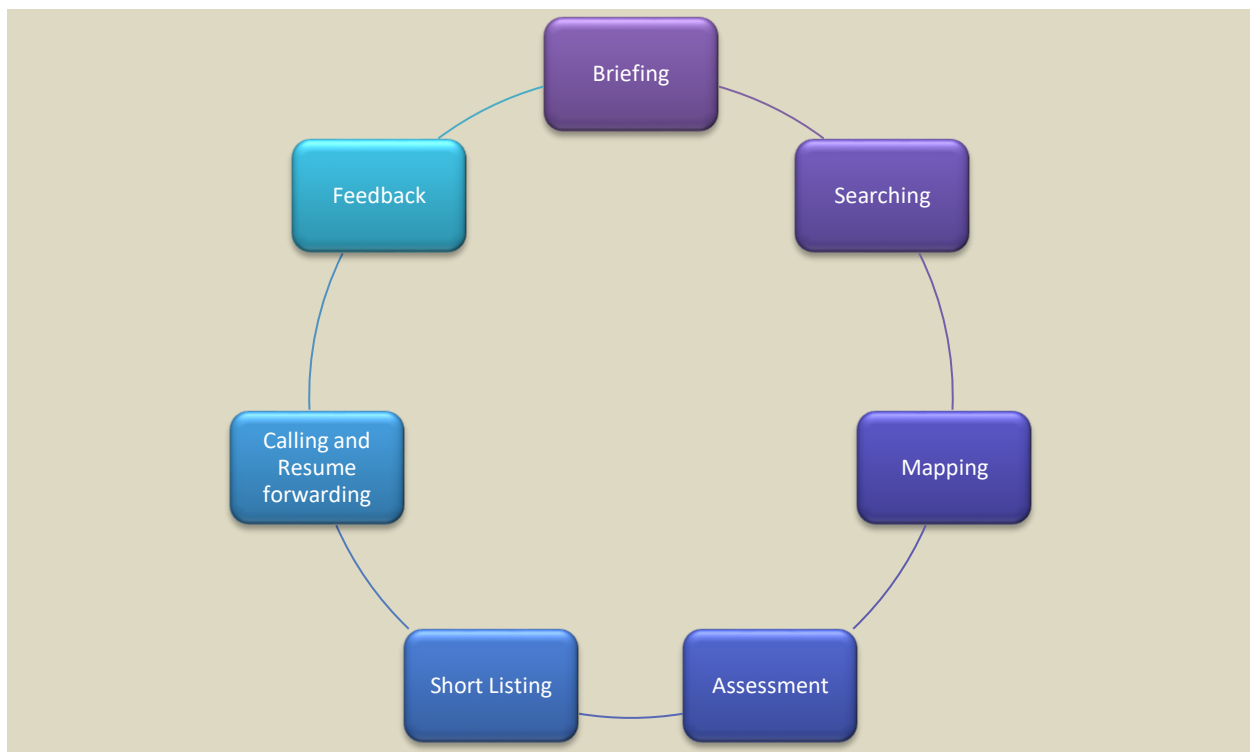 Briefing
Searching
Mapping
Assessment
Short Listing
Calling and
Resume
forwarding
Feedback